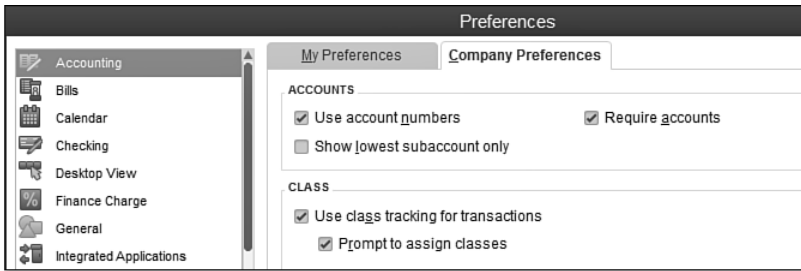 Preferences
Accounting
Bills
Calendar
Checking
Desktop View
Finance Charge
General
Integrated Applications
My Preferences
Company Preferences
ACCOUNTS
Use account numbers
Require accounts
Show lowest subaccount only
CLASS
Use class tracking for transactions
Prompt to assign classes